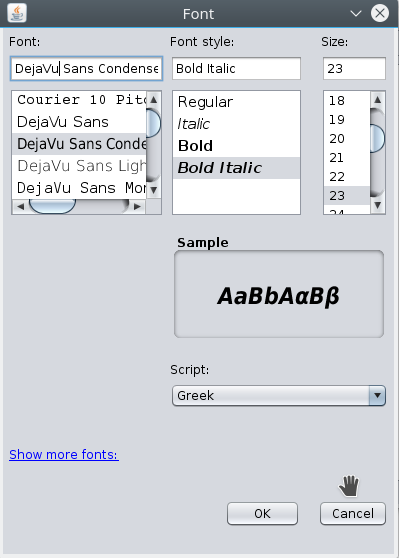 Font
Font: Font style: Size:
DejaVu Sans Condense Bold Italic 23
Courier 10 Pitc
DejaVu Sans
DejaVu Sans Conde
DejaVu Sans Ligh
DejaVu Sans Mon
Regular
Italic
Bold
Bold Italic
18
19
20
21
22
23
24
Sample
AaBbAαBβ
Script:
Greek
Show more fonts:
OK Cancel